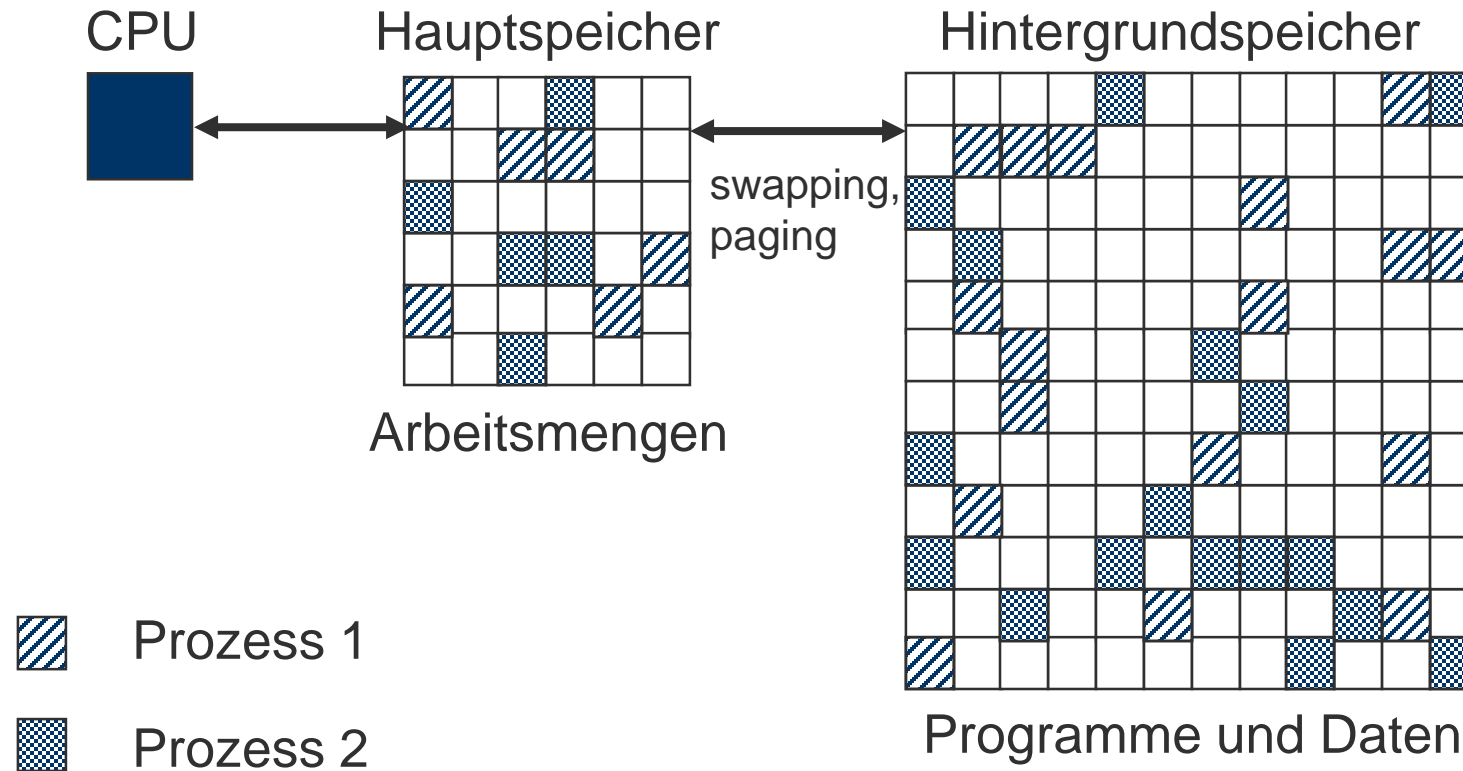 CPU
Hauptspeicher
Hintergrundspeicher
swapping,
paging
Arbeitsmengen
Prozess 1
Prozess 2
Programme und Daten